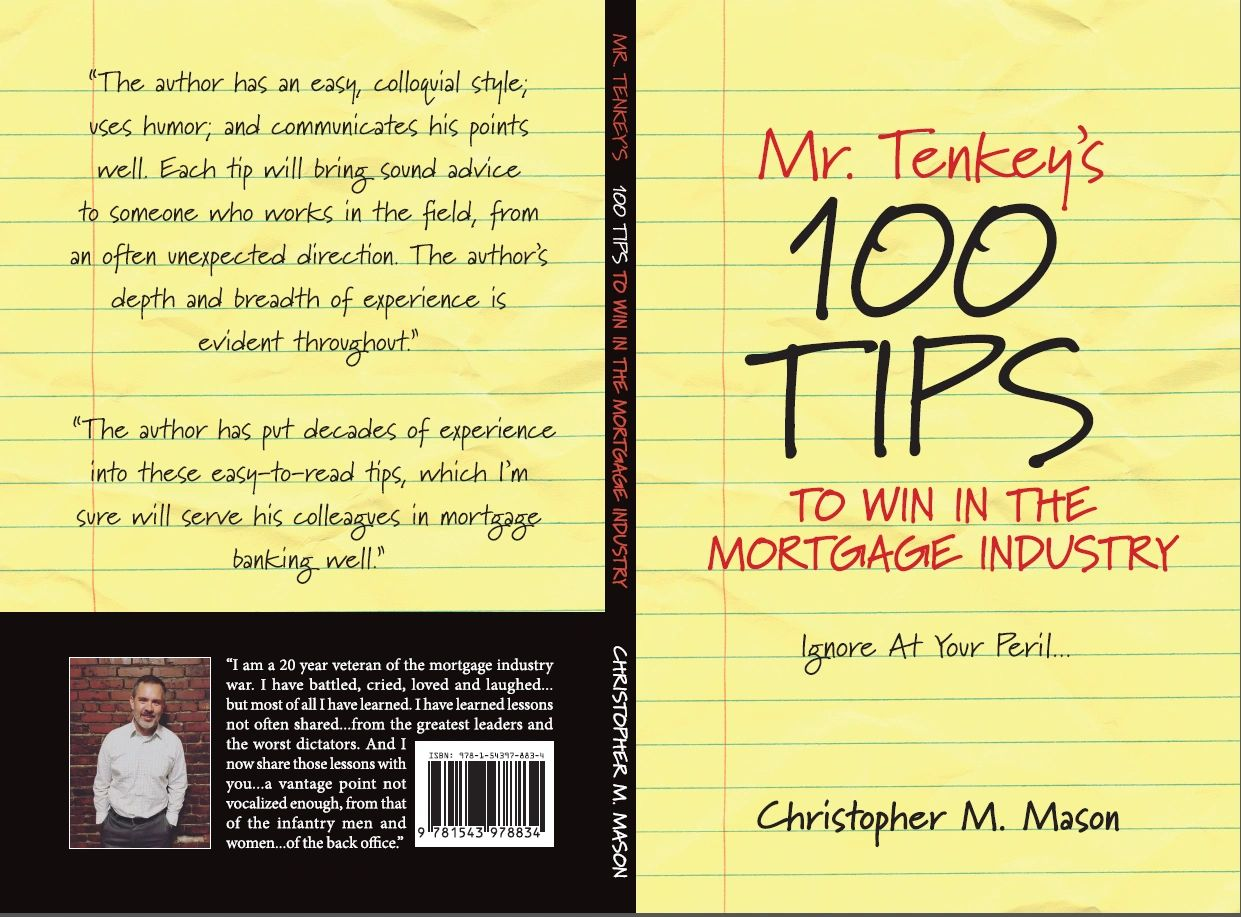 “The author has an easy, colloquial style;
uses humor; and communicates his points
well. Each tip will bring sound advice
to someone who works in the field, from
an often unexpected direction. The author’s
depth and breadth of experience is
evident throughout.”
“The author has put decades of experience
into these easy-to-read tips, which I’m
sure will serve his colleagues in mortgage
banking well.”
“I am a 20 year veteran of the mortgage industry
war. I have battled, cried, loved and laughed...
but most of all I have learned. I have learned lessons
not often shared...from the greatest leaders and
the worst dictators. And I
now share those lessons with
you...a vantage point not
vocalized enough, from that
of the infantry men and
women...of the back office.”
ISBN: 978-1-54397-883-4
9 781543 978834
MR. TENKEY’S 100 TIPS TO WIN IN THE MORTGAGE INDUSTRY CHRISTOPHER M. MASON
Mr. Tenkey’s
100
TIPS
TO WIN IN THE
MORTGAGE INDUSTRY
Ignore At Your Peril...
Christopher M. Mason